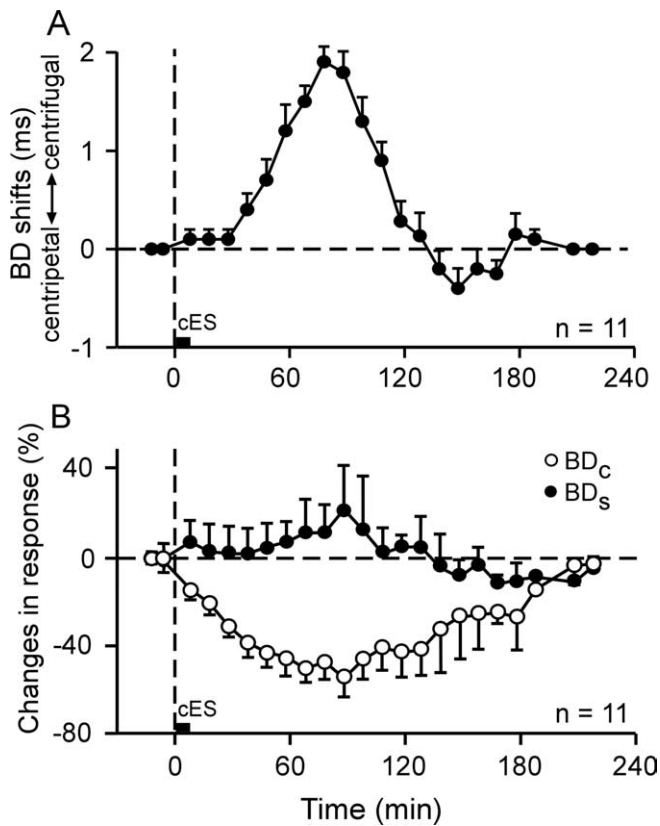 A
BD shifts (ms)
centripetal ↔ centrifugal
2
1
0
-1
cES
n = 11
0
60
120
180
240
B
Changes in response (%)
40
0
-40
-80
BDc
BDs
cES
n = 11
0
60
120
180
240
Time (min)